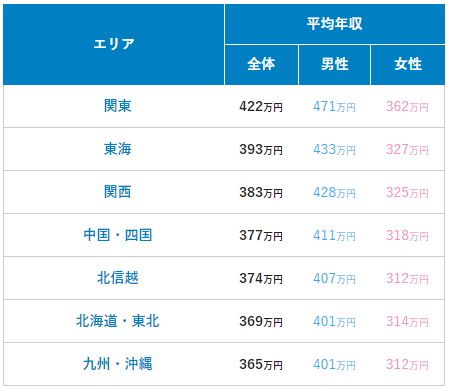 エリア 平均年収
全体 男性 女性
関東 422万円 471万円 362万円
東海 393万円 433万円 327万円
関西 383万円 428万円 325万円
中国・四国 377万円 411万円 318万円
北信越 374万円 407万円 312万円
北海道・東北 369万円 401万円 314万円
九州・沖縄 365万円 401万円 312万円